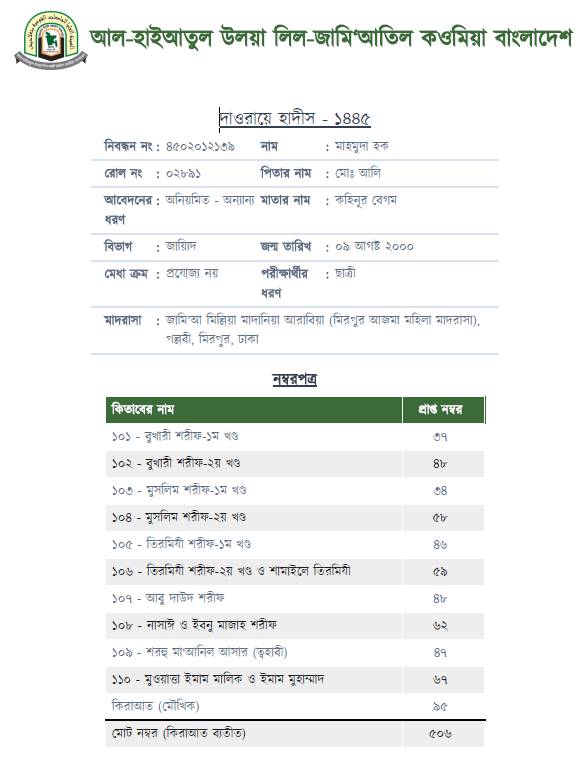 আল-হাইআতুল উলয়া লিল-জামি'আতিল কওমিয়া বাংলাদেশ
দাওরায়ে হাদীস - ১৪৪৫
নিবন্ধন নং : ৪৫০২০১২১৩৯ নাম : মাহমুদা হক
রোল নং : ০২৮৯১ পিতার নাম : মোঃ আলি
আবেদনের : অনিয়মিত - অন্যান্য মাতার নাম : কহিনূর বেগম
ধরণ
বিভাগ : জায়্যিদ জন্ম তারিখ : ০৯ আগষ্ট ২০০০
মেধা ক্রম : প্রযোজ্য নয় পরীক্ষার্থীর : ছাত্রী
ধরণ
মাদরাসা : জামি'আ মিল্লিয়া মাদানিয়া আরাবিয়া (মিরপুর আজমা মহিলা মাদরাসা),
পল্লবী, মিরপুর, ঢাকা
নম্বরপত্র
কিতাবের নাম প্রাপ্ত নম্বর
১০১ - বুখারী শরীফ-১ম খণ্ড ৩৭
১০২ - বুখারী শরীফ-২য় খণ্ড ৪৮
১০৩ - মুসলিম শরীফ-১ম খণ্ড ৩৪
১০৪ - মুসলিম শরীফ-২য় খণ্ড ৫৮
১০৫ - তিরমিযী শরীফ-১ম খণ্ড ৪৬
১০৬ - তিরমিযী শরীফ-২য় খণ্ড ও শামাইলে তিরমিযী ৫৯
১০৭ - আবু দাউদ শরীফ ৪৮
১০৮ - নাসাঈ ও ইবনু মাজাহ শরীফ ৬২
১০৯ - শরহু মা'আনিল আসার (ত্বহাবী) ৪৭
১১০ - মুওয়াত্তা ইমাম মালিক ও ইমাম মুহাম্মাদ ৬৭
কিরাআত (মৌখিক) ৯৫
মোট নম্বর (কিরাআত ব্যতীত) ৫০৬